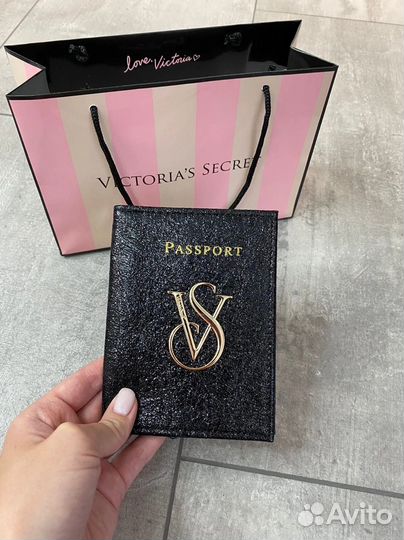 love, Victoria
VICTORIA'S SECRET
PASSPORT
VS
Avito